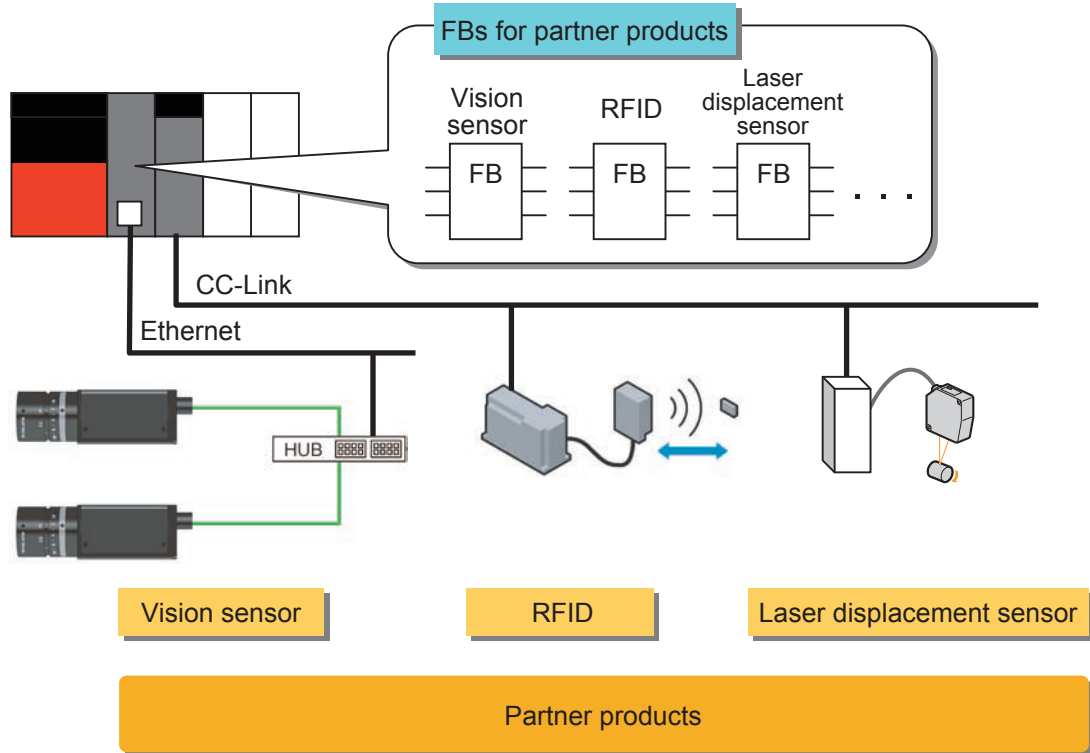 FBs for partner products
Vision
sensor
RFID
Laser
displacement
sensor
FB
FB
FB
. . .
CC-Link
Ethernet
HUB
Vision sensor
RFID
Laser displacement sensor
Partner products